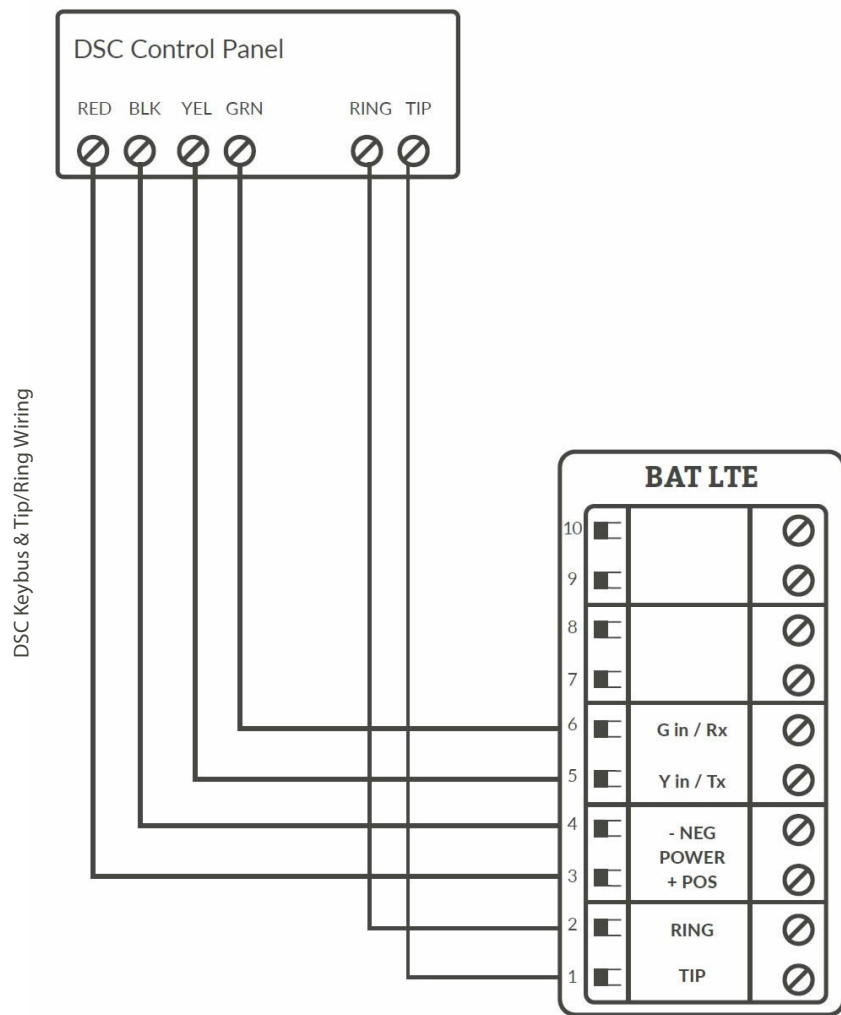 DSC Control Panel
RED BLK YEL GRN RING TIP
DSC Keybus & Tip/Ring Wiring
BAT LTE
10
9
8
7
6 G in / Rx
5 Y in / Tx
4 - NEG
POWER
3 + POS
2 RING
1 TIP